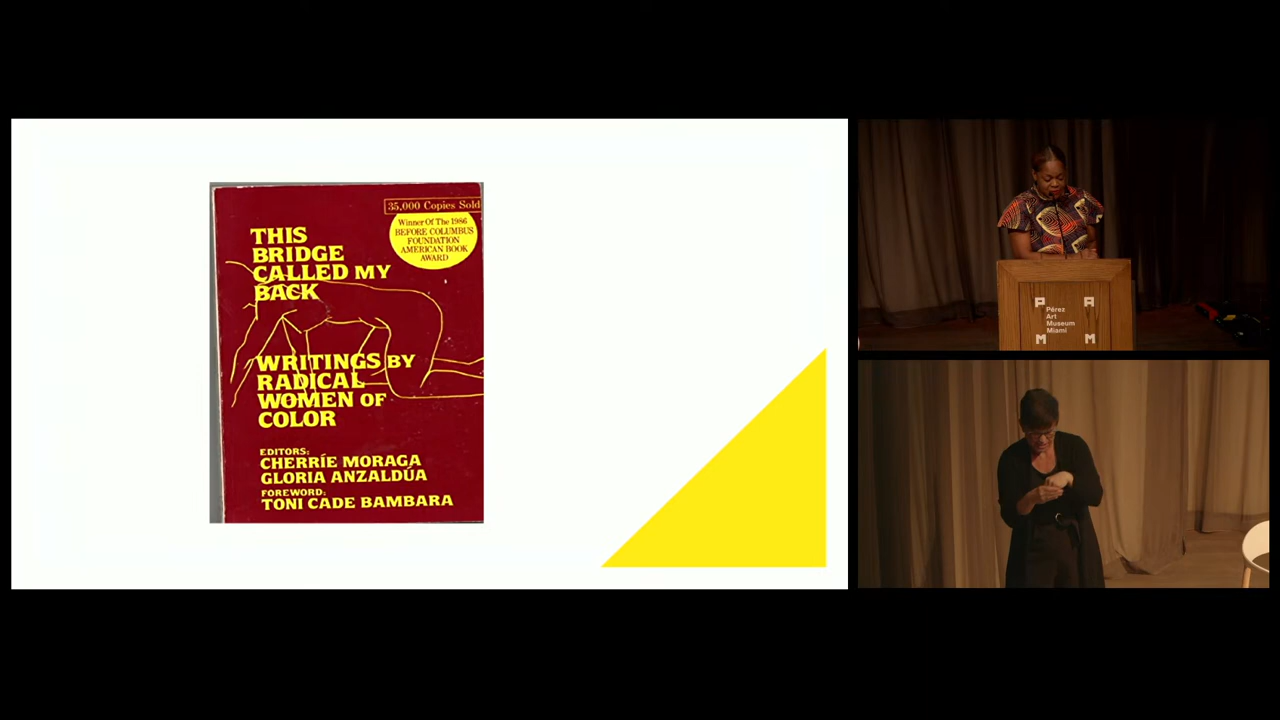 35,000 Copies Sold
Winner Of The 1986
BEFORE COLUMBUS
FOUNDATION
AMERICAN BOOK
AWARD
THIS
BRIDGE
CALLED MY
BACK
WRITINGS BY
RADICAL
WOMEN OF
COLOR
EDITORS:
CHERRÍE MORAGA
GLORIA ANZALDÚA
FOREWORD:
TONI CADE BAMBARA
P A
Pérez
Art
Museum
Miami
M M